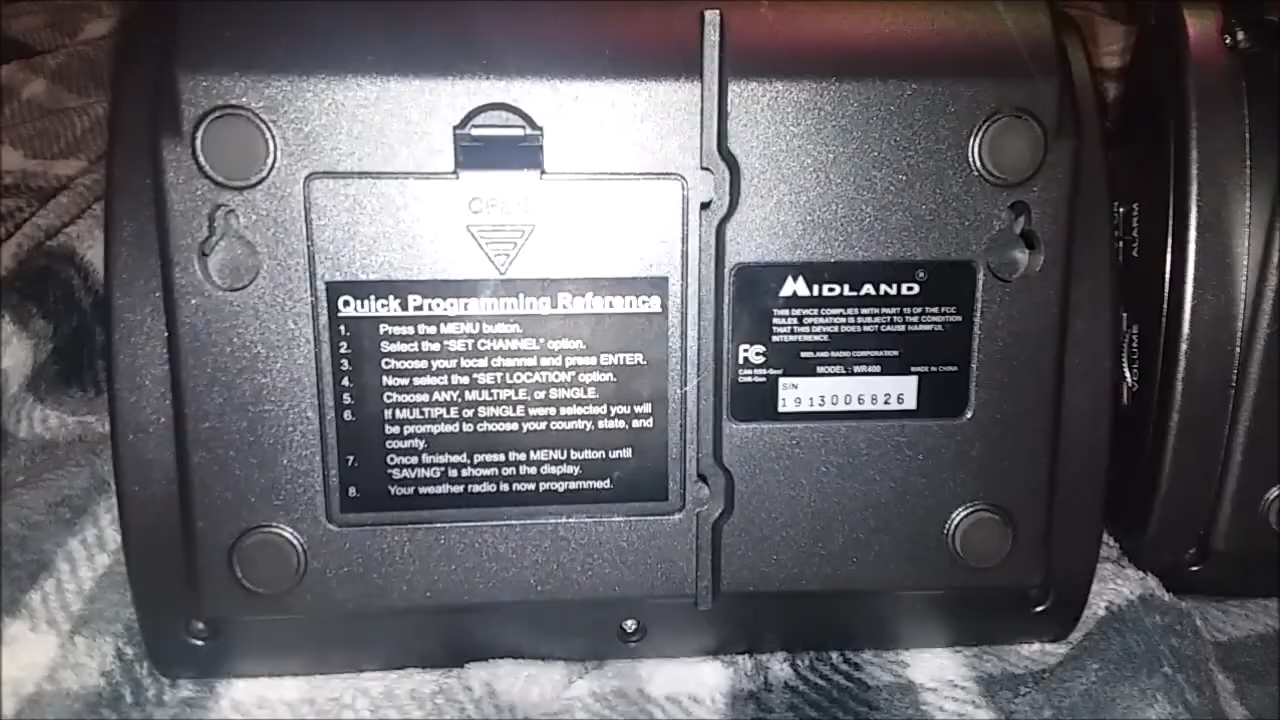 OPEN
Quick Programming Reference
1. Press the MENU button.
2. Select the "SET CHANNEL" option.
3. Choose your local channel and press ENTER.
4. Now select the "SET LOCATION" option.
5. Choose ANY, MULTIPLE, or SINGLE.
6. If MULTIPLE or SINGLE were selected you will
be prompted to choose your country, state, and
county.
7. Once finished, press the MENU button until
"SAVING" is shown on the display.
8. Your weather radio is now programmed.
MIDLAND®
THIS DEVICE COMPLIES WITH PART 15 OF THE FCC
RULES. OPERATION IS SUBJECT TO THE CONDITION
THAT THIS DEVICE DOES NOT CAUSE HARMFUL
INTERFERENCE.
FC
MIDLAND RADIO CORPORATION
CAN RSS-Gen/
CNR-Gen
MODEL : WR400
MADE IN CHINA
S/N
1913006826
ALARM
VOLUME